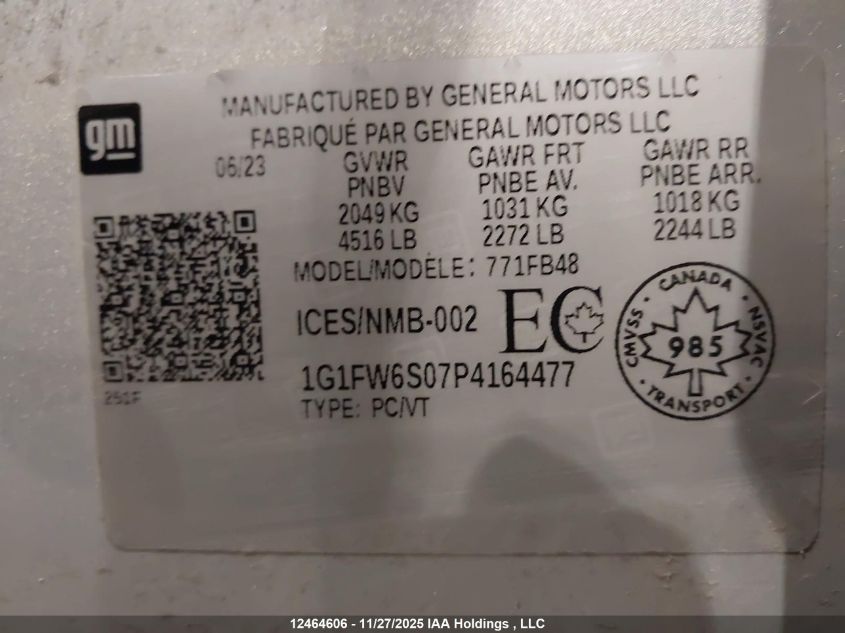 MANUFACTURED BY GENERAL MOTORS LLC
gm
FABRIQUÉ PAR GENERAL MOTORS LLC
06/23
GVWR
PNBV
2049 KG
4516 LB
GAWR FRT
PNBE AV.
1031 KG
2272 LB
GAWR RR
PNBE ARR.
1018 KG
2244 LB
MODEL/MODÈLE: 771FB48
ICES/NMB-002
EC
CANADA
CMVSS • NSVAC
985
TRANSPORT
1G1FW6S07P4164477
251F
TYPE: PC/VT
12464606 - 11/27/2025 IAA Holdings , LLC